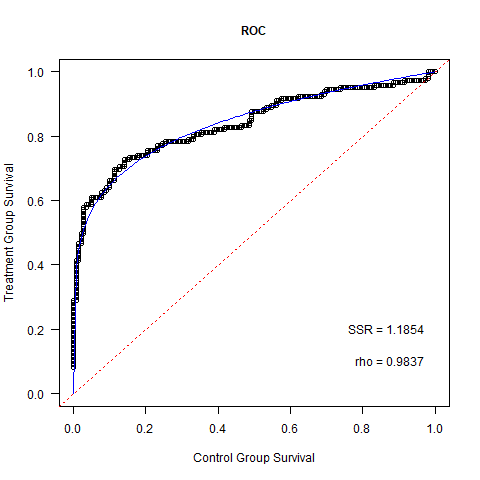 ROC
Treatment Group Survival
1.0
0.8
0.6
0.4
0.2
0.0
SSR = 1.1854
rho = 0.9837
0.0 0.2 0.4 0.6 0.8 1.0
Control Group Survival